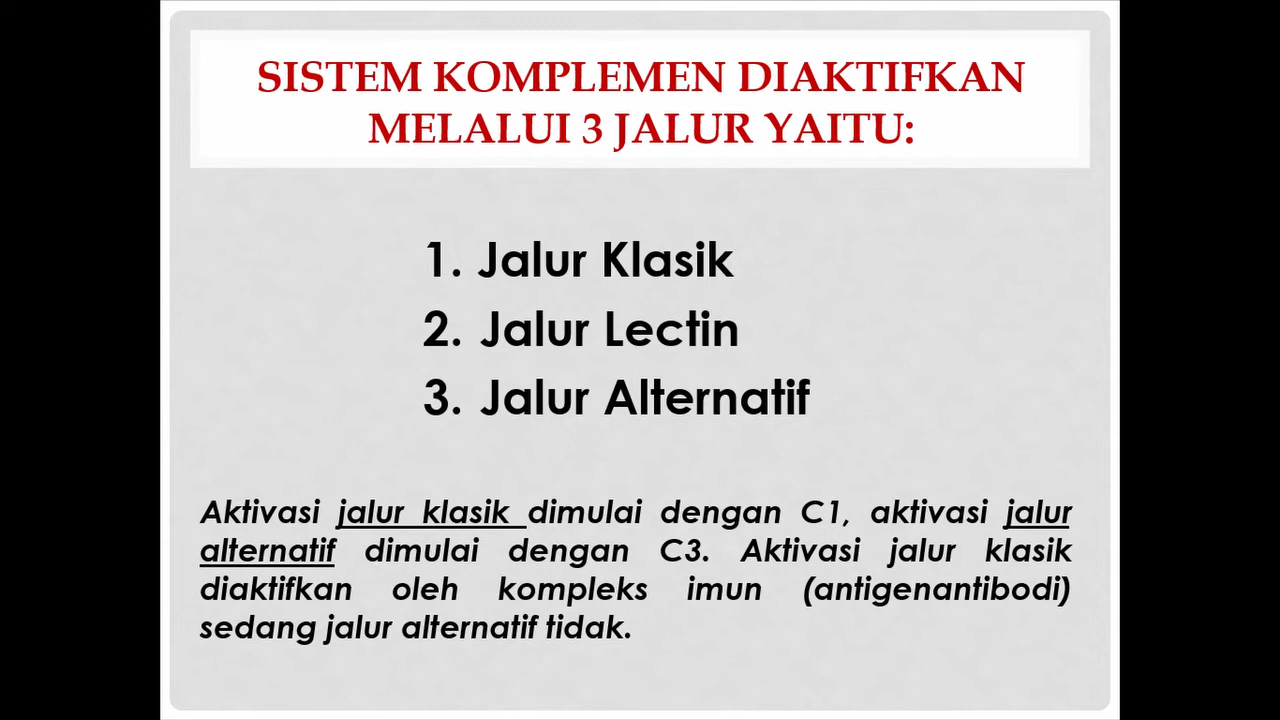 SISTEM KOMPLEMEN DIAKTIFKAN
MELALUI 3 JALUR YAITU:
1. Jalur Klasik
2. Jalur Lectin
3. Jalur Alternatif
Aktivasi jalur klasik dimulai dengan C1, aktivasi jalur
alternatif dimulai dengan C3. Aktivasi jalur klasik
diaktifkan oleh kompleks imun (antigenantibodi)
sedang jalur alternatif tidak.